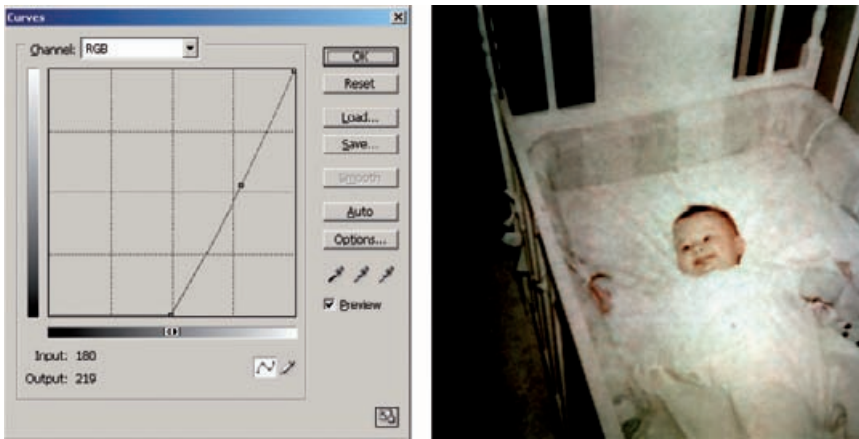 Curves
Channel: RGB
OK
Reset
Load...
Save...
Smooth
Auto
Options...
Preview
Input: 180
Output: 219